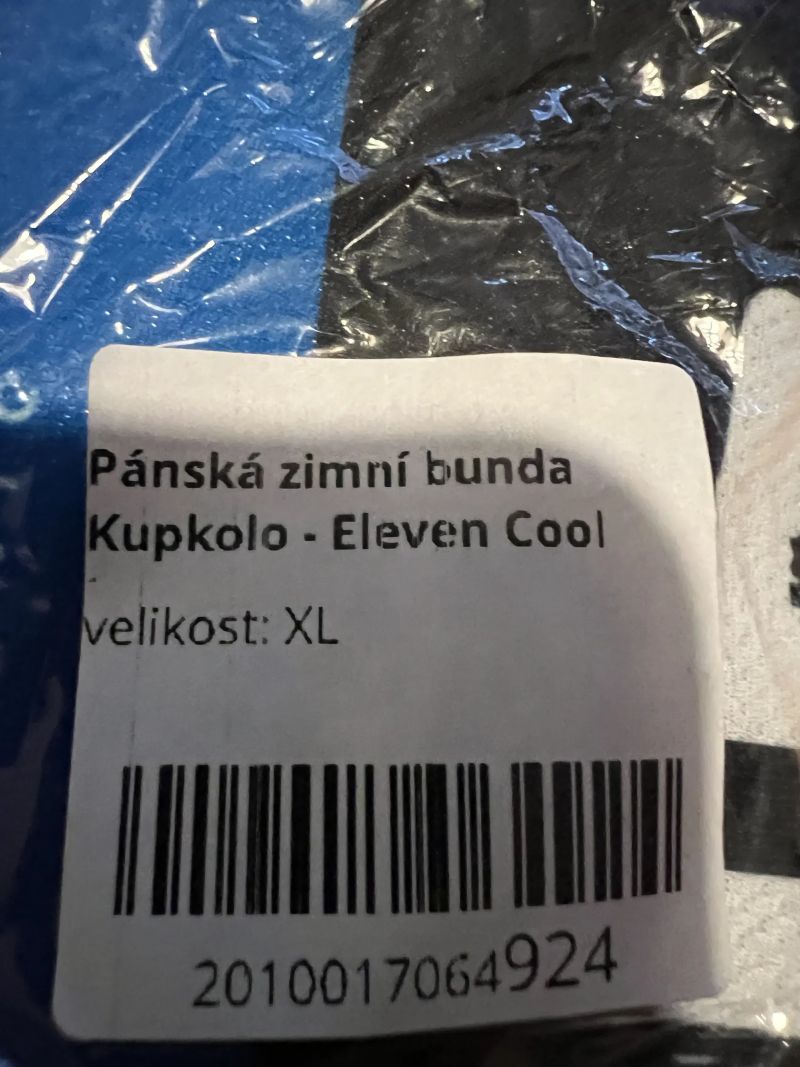 Pánská zimní bunda
Kupkolo - Eleven Cool
velikost: XL
2010017064924